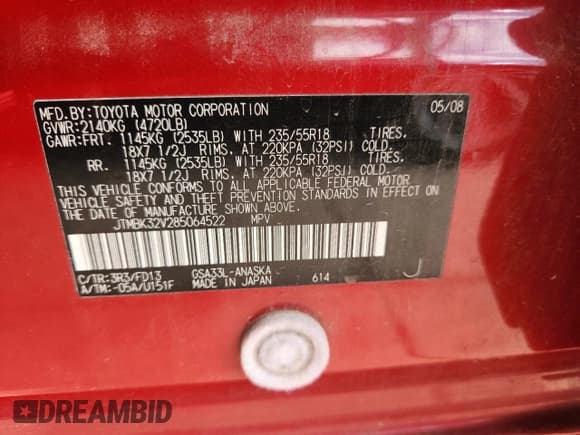 MFD.BY:TOYOTA MOTOR CORPORATION 05/08
GVWR:2140KG (4720LB)
GAWR:FRT. 1145KG (2535LB) WITH 235/55R18 TIRES.
18X7 1/2J RIMS, AT 220KPA (32PSI) COLD.
RR. 1145KG (2535LB) WITH 235/55R18 TIRES.
18X7 1/2J RIMS, AT 220KPA (32PSI) COLD.
THIS VEHICLE CONFORMS TO ALL APPLICABLE FEDERAL MOTOR
VEHICLE SAFETY AND THEFT PREVENTION STANDARDS IN EFFECT ON
THE DATE OF MANUFACTURE SHOWN ABOVE.
JTMBK32V285064522 MPV
C/TR:3R3/FD13 GSA33L-ANASKA
A/TM:-05A/U151F MADE IN JAPAN 614 J
DREAMBID